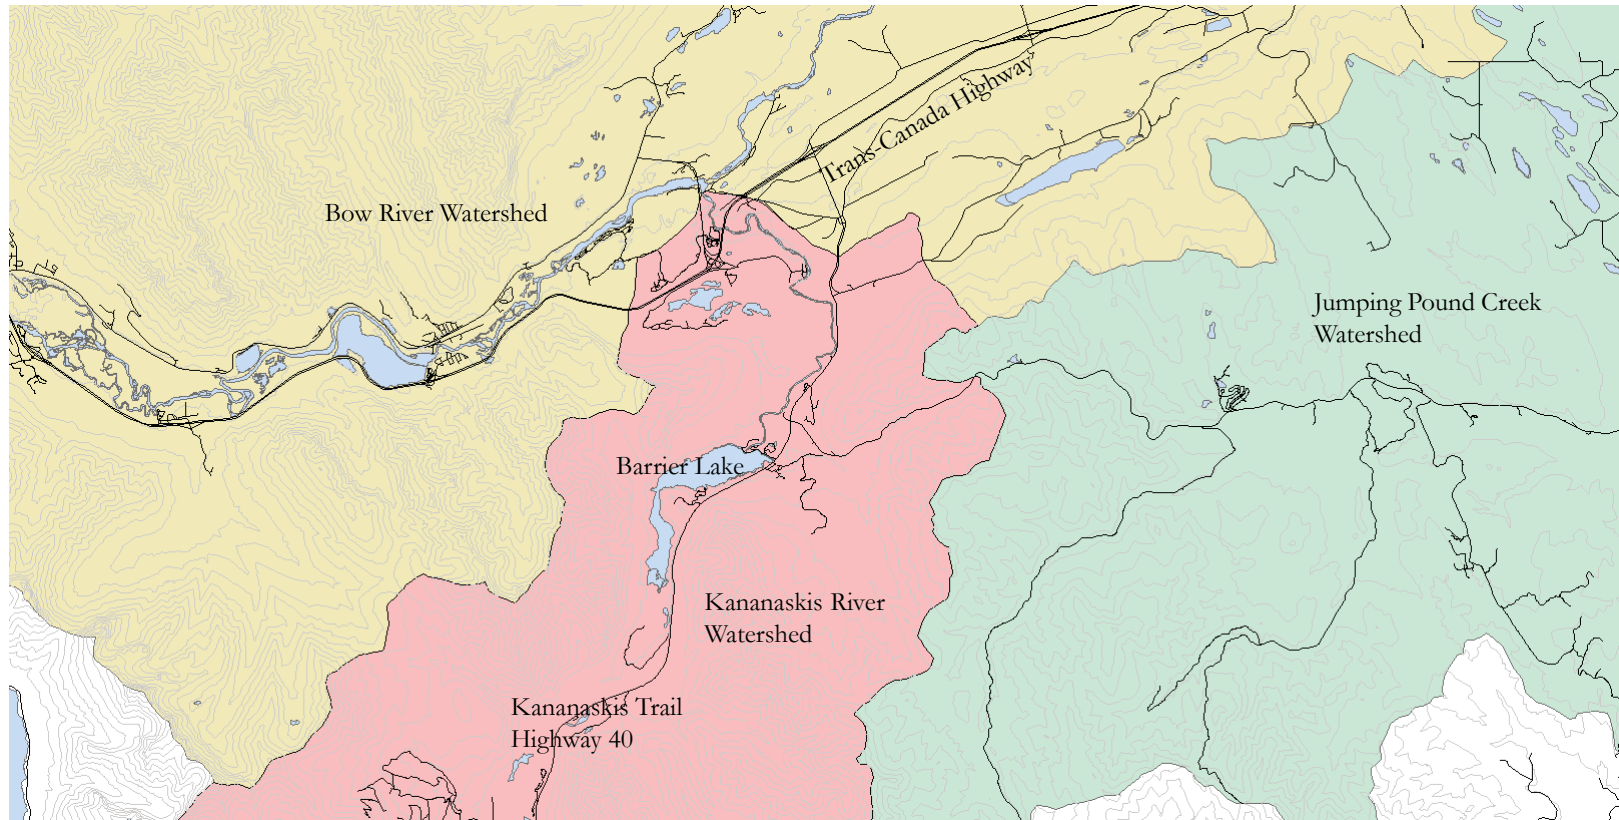 Trans-Canada Highway
Bow River Watershed
Jumping Pound Creek
Watershed
Barrier Lake
Kananaskis River
Watershed
Kananaskis Trail
Highway 40